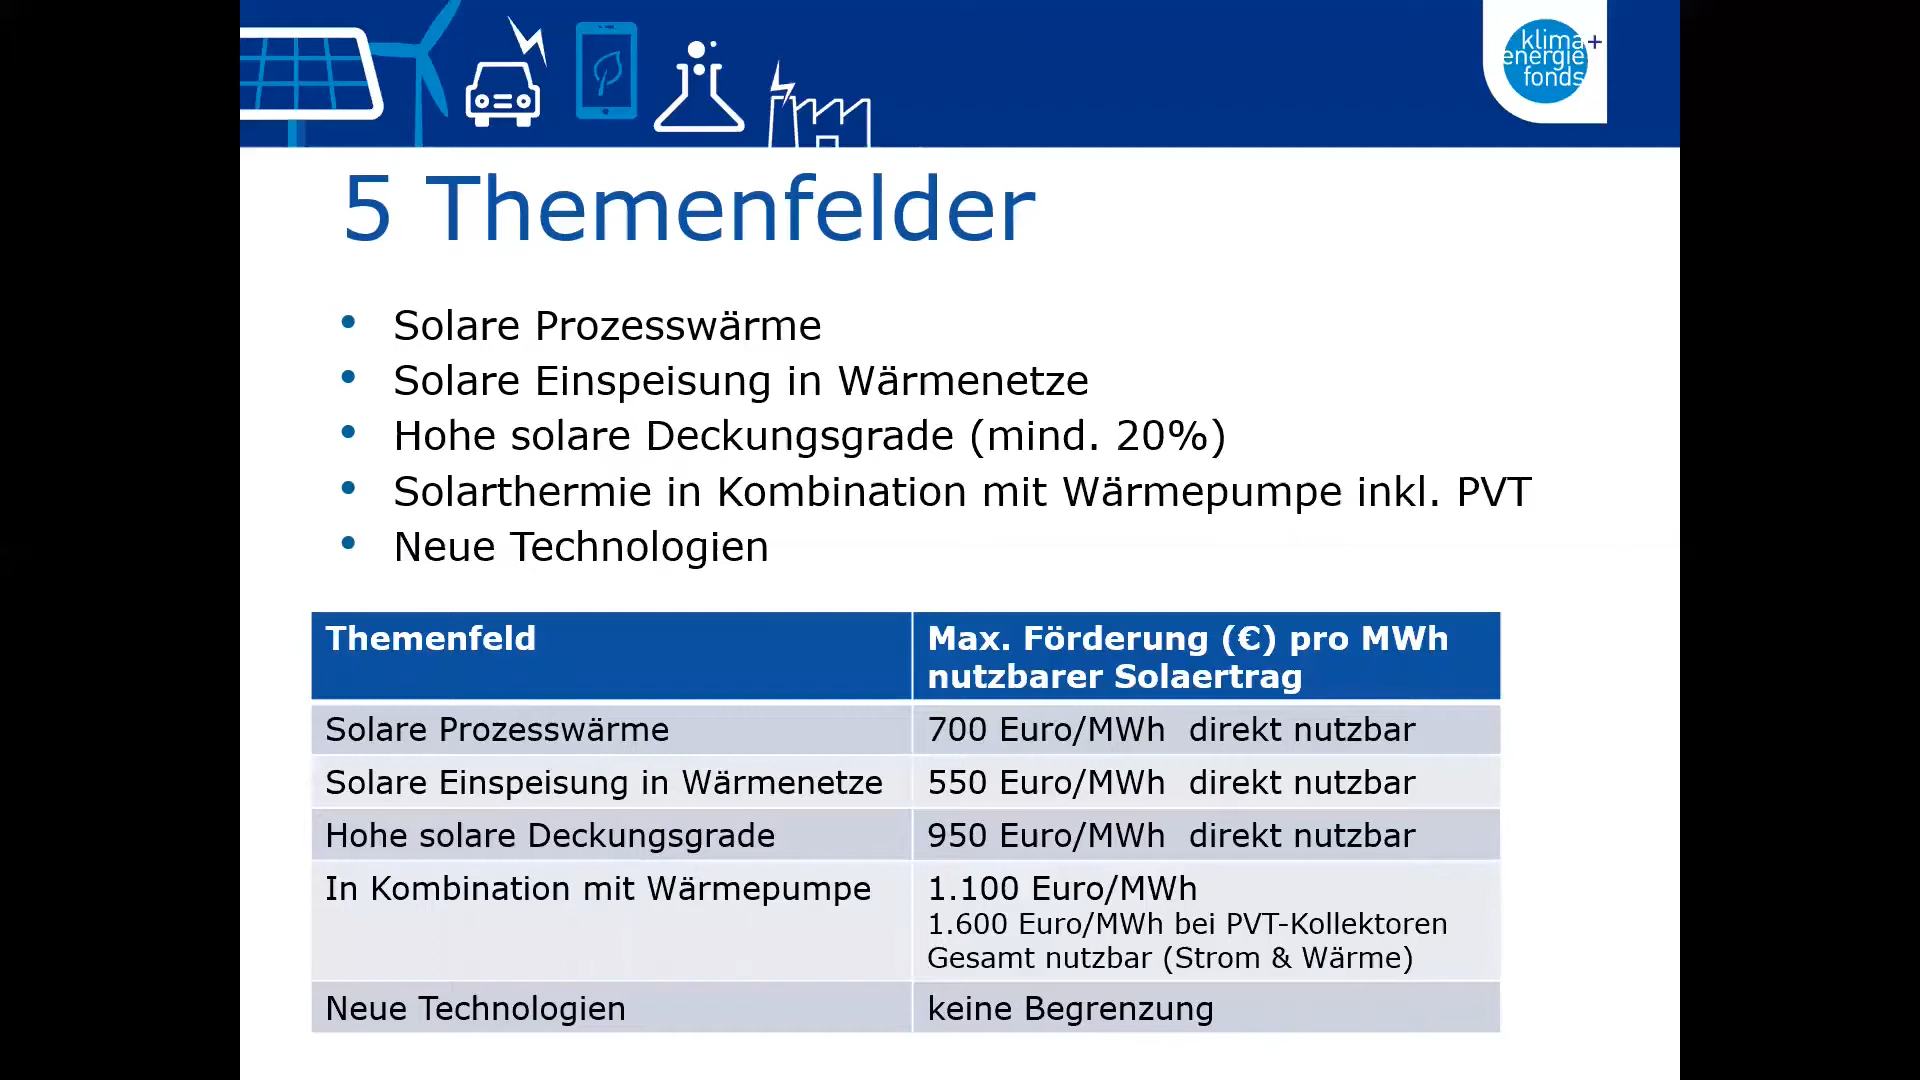 klima+
energie
fonds
5 Themenfelder
• Solare Prozesswärme
• Solare Einspeisung in Wärmenetze
• Hohe solare Deckungsgrade (mind. 20%)
• Solarthermie in Kombination mit Wärmepumpe inkl. PVT
• Neue Technologien
Themenfeld
Max. Förderung (€) pro MWh
nutzbarer Solaertrag
Solare Prozesswärme
700 Euro/MWh direkt nutzbar
Solare Einspeisung in Wärmenetze
550 Euro/MWh direkt nutzbar
Hohe solare Deckungsgrade
950 Euro/MWh direkt nutzbar
In Kombination mit Wärmepumpe
1.100 Euro/MWh
1.600 Euro/MWh bei PVT-Kollektoren
Gesamt nutzbar (Strom & Wärme)
Neue Technologien
keine Begrenzung